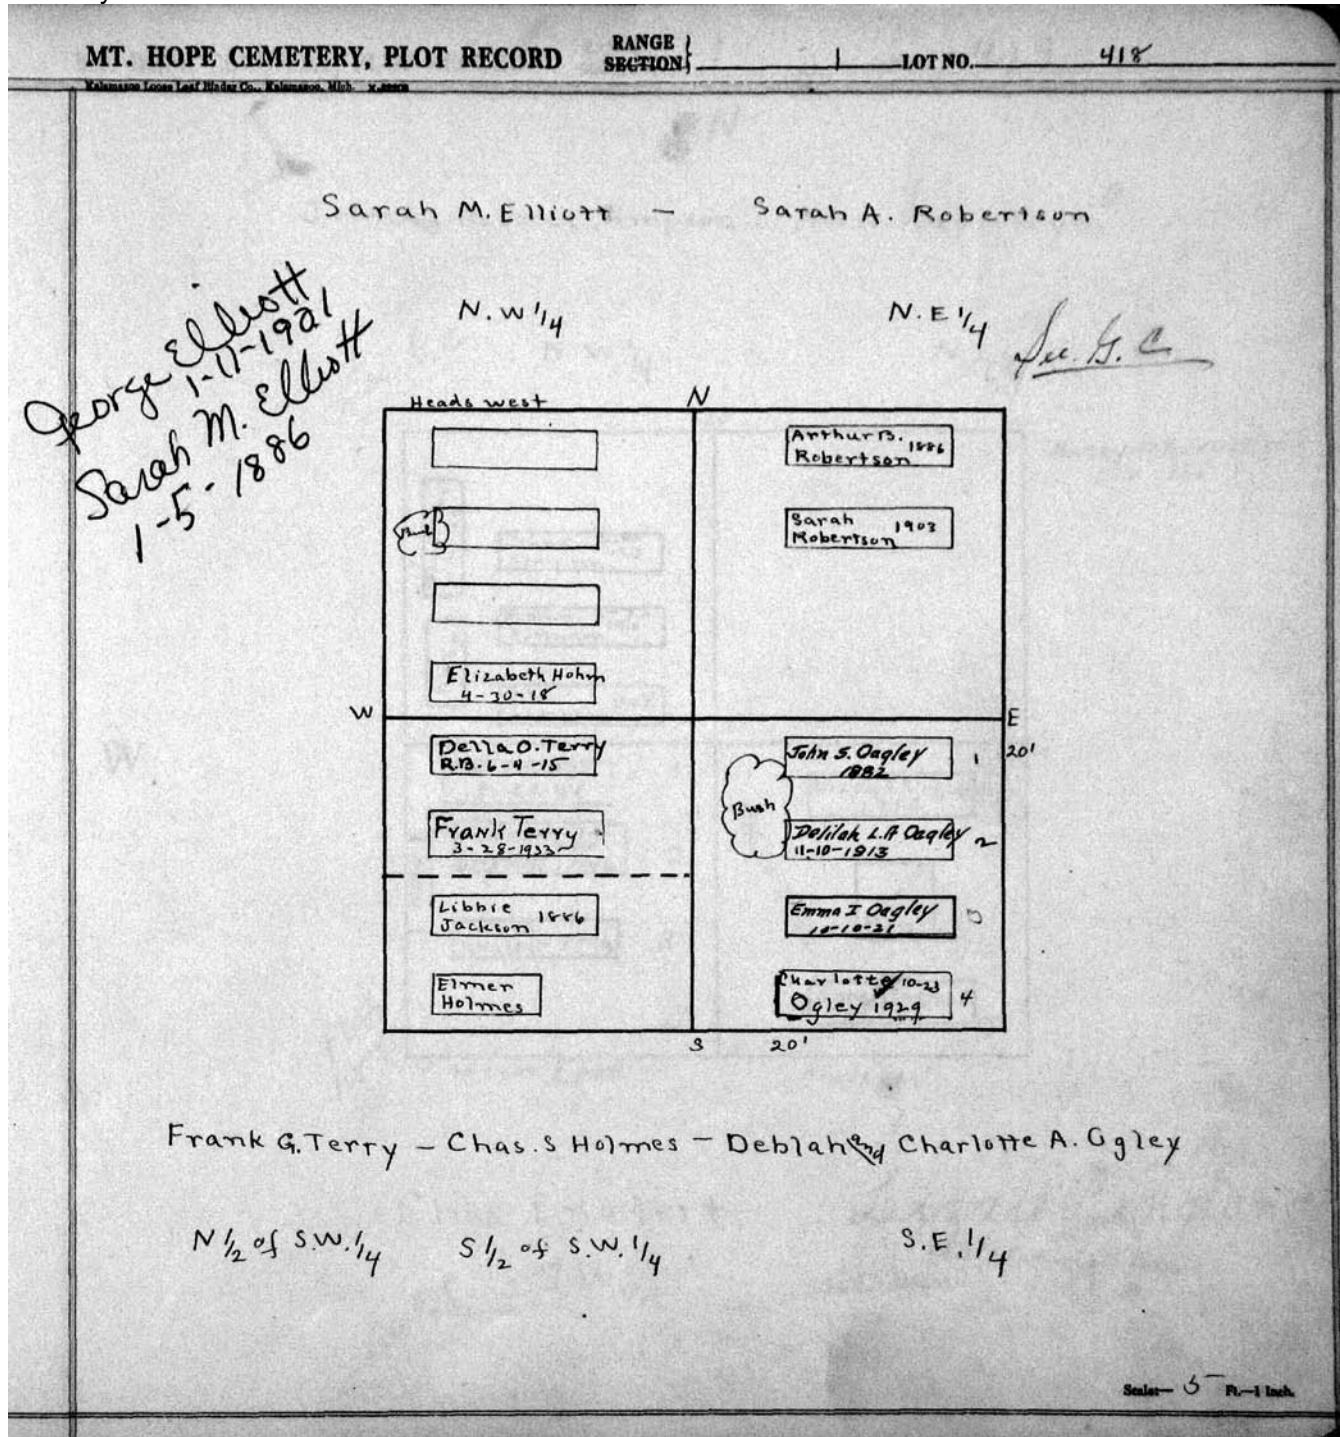 MT. HOPE CEMETERY, PLOT RECORD RANGE SECTION} 1 LOT NO. 418
Kalamazoo Loose Leaf Binder Co., Kalamazoo, Mich.
Sarah M. Elliott — Sarah A. Robertson
N.W 1/4 N.E 1/4
George Elliott
1-11-1921
Sarah M. Elliott
1-5-1886
G. C
Heads west N
Arthur B. 1886
Robertson
Bush
Sarah 1903
Robertson
Elizabeth Hohm
4-30-18
W E
Della O. Terry
R.B. 6-4-15
John S. Oagley 1
1882
20'
Bush
Frank Terry
3-28-1933
Delilah L.A Oagley 2
11-10-1913
Libbie 1886
Jackson
Emma I Oagley
10-10-21
Elmer
Holmes
Charlotte 10-23
Ogley 1929 4
S 20'
Frank G. Terry — Chas. S Holmes — Deblah and Charlotte A. Ogley
N 1/2 of S.W. 1/4 S 1/2 of S.W. 1/4 S.E. 1/4
Scale— 5 Ft.—1 Inch.